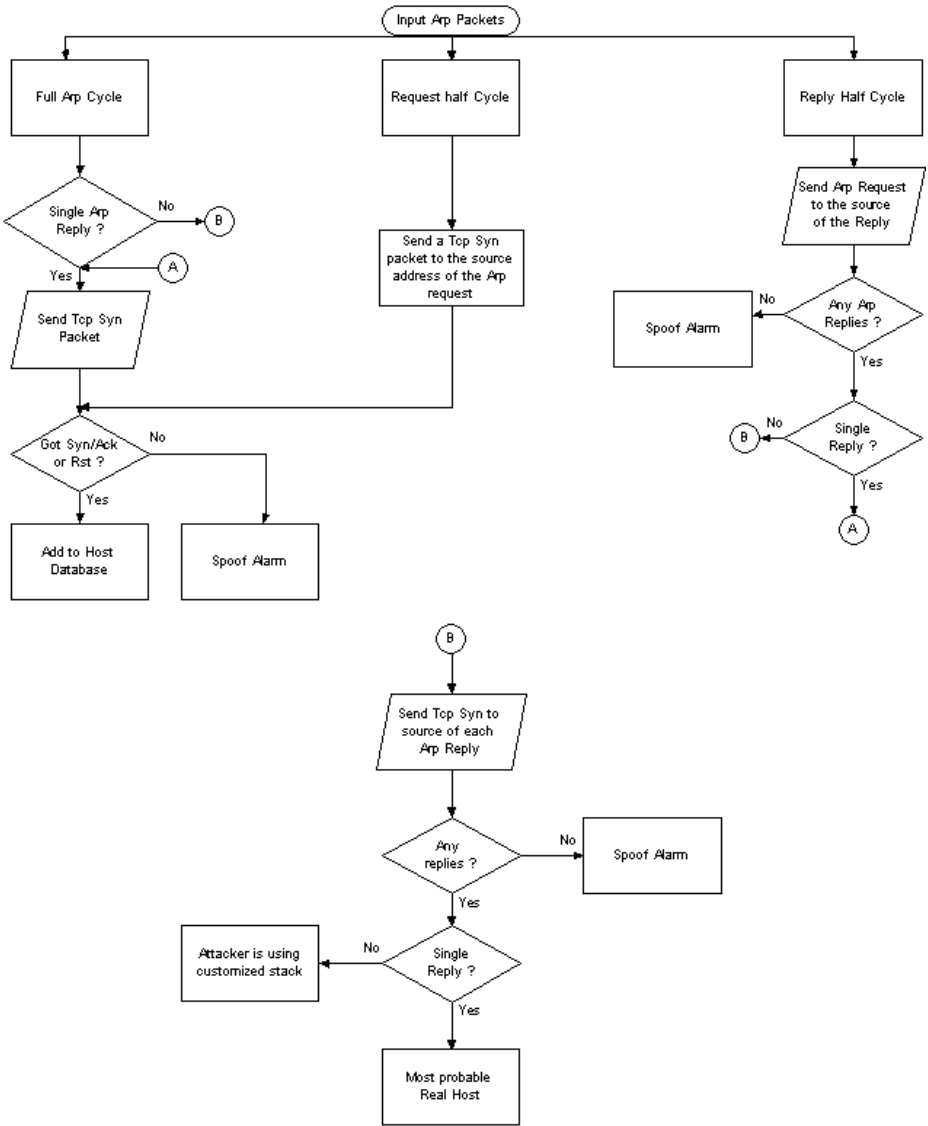 Input Arp Packets
Full Arp Cycle
Request half Cycle
Reply Half Cycle
Single Arp
Reply ?
No
B
Yes
A
Send Tcp Syn
Packet
Send a Tcp Syn
packet to the source
address of the Arp
request
Send Arp Request
to the source
of the Reply
Any Arp
Replies ?
No
Spoof Alarm
Yes
Single
Reply ?
No
B
Yes
A
Got Syn/Ack
or Rst ?
No
Yes
Add to Host
Database
Spoof Alarm
B
Send Tcp Syn to
source of each
Arp Reply
Any
replies ?
No
Spoof Alarm
Yes
Single
Reply ?
No
Attacker is using
customized stack
Yes
Most probable
Real Host